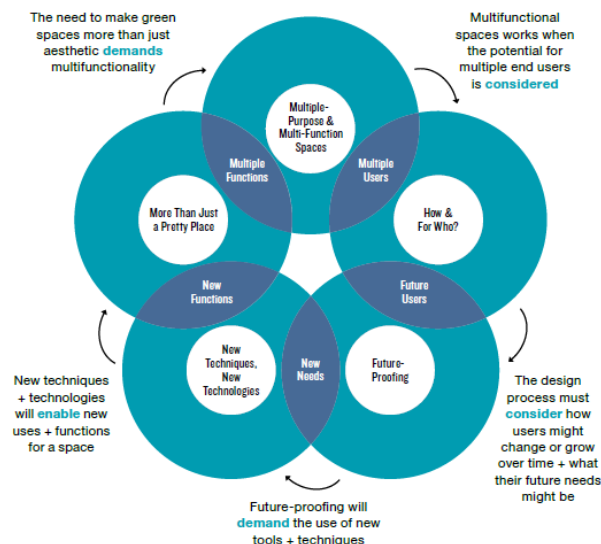 The need to make green
spaces more than just
aesthetic demands
multifunctionality
Multifunctional
spaces works when
the potential for
multiple end users
is considered
Multiple-
Purpose &
Multi-Function
Spaces
Multiple
Functions
Multiple
Users
More Than Just
a Pretty Place
How &
For Who?
New
Functions
Future
Users
New
Techniques,
New
Technologies
New
Needs
Future-
Proofing
New techniques
+ technologies
will enable new
uses + functions
for a space
The design
process must
consider how
users might
change or grow
over time + what
their future needs
might be
Future-proofing will
demand the use of new
tools + techniques